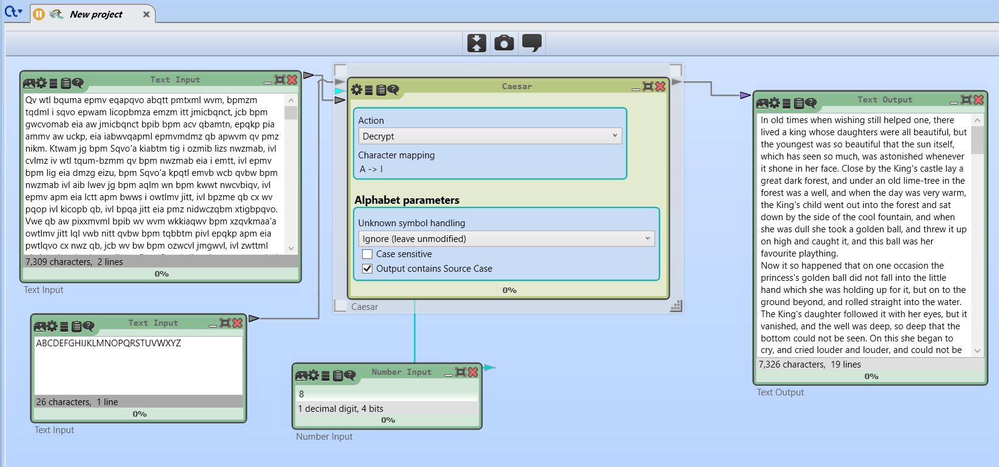 New project
Text Input
Qv wtl bquma epmv eqapqvo abqtt pmtxml wvm, bpmzm
tqdml i sqvo epwam licopbmza emzm itt jmicbqnct, jcb bpm
gwcvomab eia aw jmicbqnct bpib bpm acv qbamtn, epqkp pia
ammv aw uckp, eia iabwvqapml epmvmdmz qb apwvm qv pmz
nikm. Ktwam jg bpm Sqvo'a kiabtm tig i ozmib lizs nwzmab, ivl
cvlmz iv wtl tqum-bzmm qv bpm nwzmab eia i emtt, ivl epmv
bpm lig eia dmzg eizu, bpm Sqvo'a kpqtl emvb wcb qvbw bpm
nwzmab ivl aib lwev jg bpm aqlm wn bpm kwwt nwcvbiqv, ivl
epmv apm eia lctt apm bwws i owtlmv jitt, ivl bpzme qb cx wv
pqop ivl kicopb qb, ivl bpqa jitt eia pmz nidwczqbm xtigbpqvo.
Vwe qb aw pixxmvml bpib wv wvm wkkiaqwv bpm xzqvkmaa'a
owtlmv jitt lql vwb nitt qvbw bpm tqbbtm pivl epqkp apm eia
pwtlqvo cx nwz qb, jcb wv bw bpm ozwcvl jmgwvl, ivl zwttml
7,309 characters,  2 lines
0%
Text Input
Text Input
ABCDEFGHIJKLMNOPQRSTUVWXYZ
26 characters,  1 line
0%
Text Input
Caesar
Action
Decrypt
Character mapping
A -> I
Alphabet parameters
Unknown symbol handling
Ignore (leave unmodified)
Case sensitive
Output contains Source Case
0%
Caesar
Number Input
8
1 decimal digit, 4 bits
0%
Number Input
Text Output
In old times when wishing still helped one, there
lived a king whose daughters were all beautiful, but
the youngest was so beautiful that the sun itself,
which has seen so much, was astonished whenever
it shone in her face. Close by the King's castle lay a
great dark forest, and under an old lime-tree in the
forest was a well, and when the day was very warm,
the King's child went out into the forest and sat
down by the side of the cool fountain, and when
she was dull she took a golden ball, and threw it up
on high and caught it, and this ball was her
favourite plaything.
Now it so happened that on one occasion the
princess's golden ball did not fall into the little
hand which she was holding up for it, but on to the
ground beyond, and rolled straight into the water.
The King's daughter followed it with her eyes, but it
vanished, and the well was deep, so deep that the
bottom could not be seen. On this she began to
cry, and cried louder and louder, and could not be
7,326 characters,  19 lines
0%
Text Output